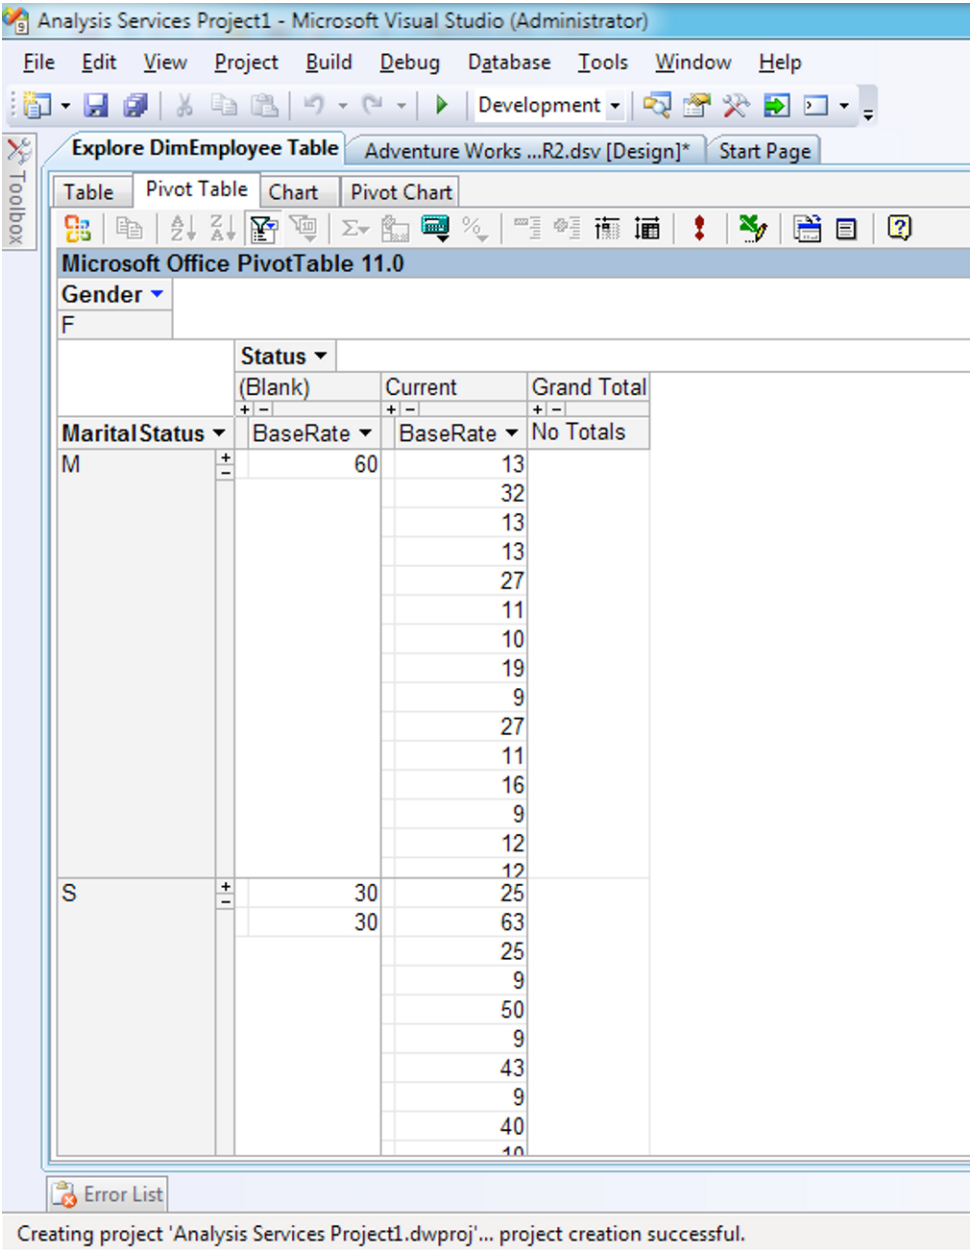 Analysis Services Project1 - Microsoft Visual Studio (Administrator)
File Edit View Project Build Debug Database Tools Window Help
Development
Toolbox
Explore DimEmployee Table Adventure Works ...R2.dsv [Design]* Start Page
Table Pivot Table Chart Pivot Chart
Microsoft Office PivotTable 11.0
Gender
F
Status
(Blank) Current Grand Total
+ - + - + -
MaritalStatus BaseRate BaseRate No Totals
M + - 60 13
32
13
13
27
11
10
19
9
27
11
16
9
12
12
S + - 30 25
30 63
25
9
50
9
43
9
40
10
Error List
Creating project 'Analysis Services Project1.dwproj'... project creation successful.